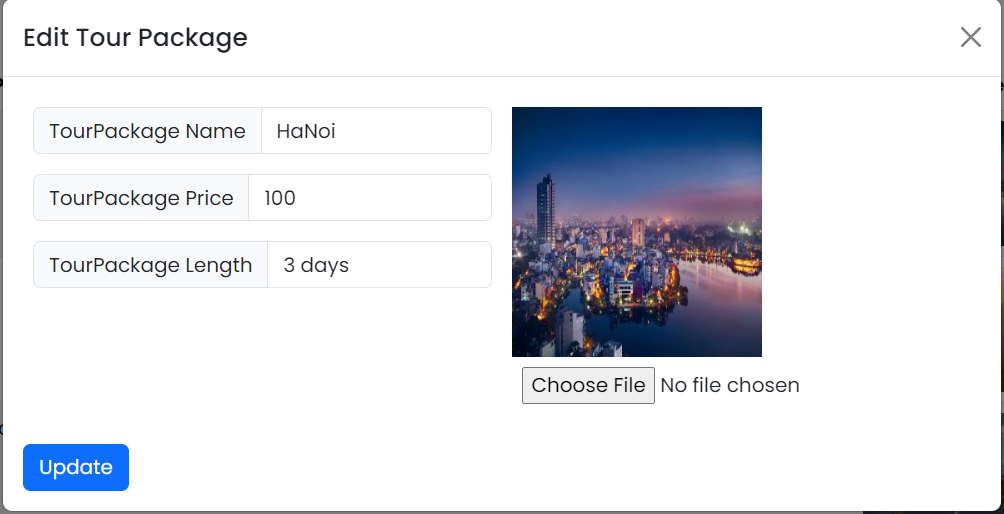 Edit Tour Package
TourPackage Name HaNoi
TourPackage Price 100
TourPackage Length 3 days
Choose File No file chosen
Update